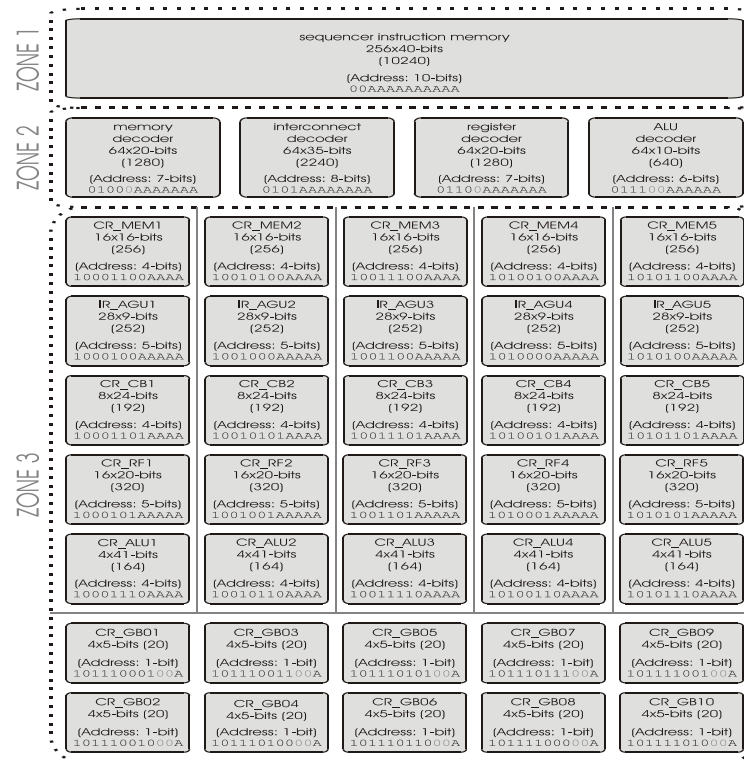 ZONE 1
sequencer instruction memory
256x40-bits
(10240)
(Address: 10-bits)
00AAAAAAAAAA
ZONE 2
memory
decoder
64x20-bits
(1280)
(Address: 7-bits)
01000AAAAAAA
interconnect
decoder
64x35-bits
(2240)
(Address: 8-bits)
0101AAAAAAAA
register
decoder
64x20-bits
(1280)
(Address: 7-bits)
01100AAAAAAA
ALU
decoder
64x10-bits
(640)
(Address: 6-bits)
011100AAAAAA
ZONE 3
CR_MEM1
16x16-bits
(256)
(Address: 4-bits)
10001100AAAA
CR_MEM2
16x16-bits
(256)
(Address: 4-bits)
10010100AAAA
CR_MEM3
16x16-bits
(256)
(Address: 4-bits)
10011100AAAA
CR_MEM4
16x16-bits
(256)
(Address: 4-bits)
10100100AAAA
CR_MEM5
16x16-bits
(256)
(Address: 4-bits)
10101100AAAA
IR_AGU1
28x9-bits
(252)
(Address: 5-bits)
1000100AAAAA
IR_AGU2
28x9-bits
(252)
(Address: 5-bits)
1001000AAAAA
IR_AGU3
28x9-bits
(252)
(Address: 5-bits)
1001100AAAAA
IR_AGU4
28x9-bits
(252)
(Address: 5-bits)
1010000AAAAA
IR_AGU5
28x9-bits
(252)
(Address: 5-bits)
1010100AAAAA
CR_CB1
8x24-bits
(192)
(Address: 4-bits)
10001101AAAA
CR_CB2
8x24-bits
(192)
(Address: 4-bits)
10010101AAAA
CR_CB3
8x24-bits
(192)
(Address: 4-bits)
10011101AAAA
CR_CB4
8x24-bits
(192)
(Address: 4-bits)
10100101AAAA
CR_CB5
8x24-bits
(192)
(Address: 4-bits)
10101101AAAA
CR_RF1
16x20-bits
(320)
(Address: 5-bits)
1000101AAAAA
CR_RF2
16x20-bits
(320)
(Address: 5-bits)
1001001AAAAA
CR_RF3
16x20-bits
(320)
(Address: 5-bits)
1001101AAAAA
CR_RF4
16x20-bits
(320)
(Address: 5-bits)
1010001AAAAA
CR_RF5
16x20-bits
(320)
(Address: 5-bits)
1010101AAAAA
CR_ALU1
4x41-bits
(164)
(Address: 4-bits)
10001110AAAA
CR_ALU2
4x41-bits
(164)
(Address: 4-bits)
10010110AAAA
CR_ALU3
4x41-bits
(164)
(Address: 4-bits)
10011110AAAA
CR_ALU4
4x41-bits
(164)
(Address: 4-bits)
10100110AAAA
CR_ALU5
4x41-bits
(164)
(Address: 4-bits)
10101110AAAA
CR_GB01
4x5-bits (20)
(Address: 1-bit)
10111000100A
CR_GB03
4x5-bits (20)
(Address: 1-bit)
10111001100A
CR_GB05
4x5-bits (20)
(Address: 1-bit)
10111010100A
CR_GB07
4x5-bits (20)
(Address: 1-bit)
10111011100A
CR_GB09
4x5-bits (20)
(Address: 1-bit)
10111100100A
CR_GB02
4x5-bits (20)
(Address: 1-bit)
10111001000A
CR_GB04
4x5-bits (20)
(Address: 1-bit)
10111010000A
CR_GB06
4x5-bits (20)
(Address: 1-bit)
10111011000A
CR_GB08
4x5-bits (20)
(Address: 1-bit)
10111100000A
CR_GB10
4x5-bits (20)
(Address: 1-bit)
10111101000A